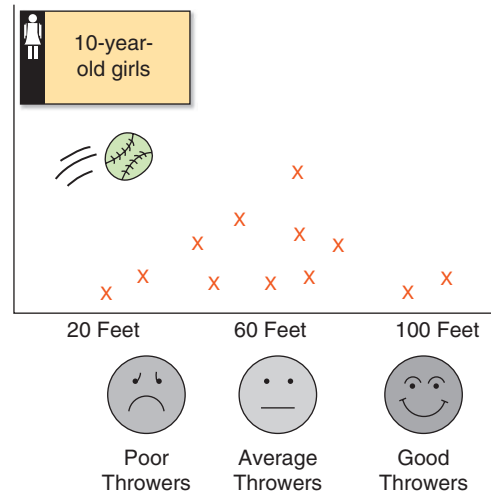 10-year-
old girls
X
X
X
X
X
X
X
X
X
X
X
X
20 Feet
60 Feet
100 Feet
Poor
Throwers
Average
Throwers
Good
Throwers